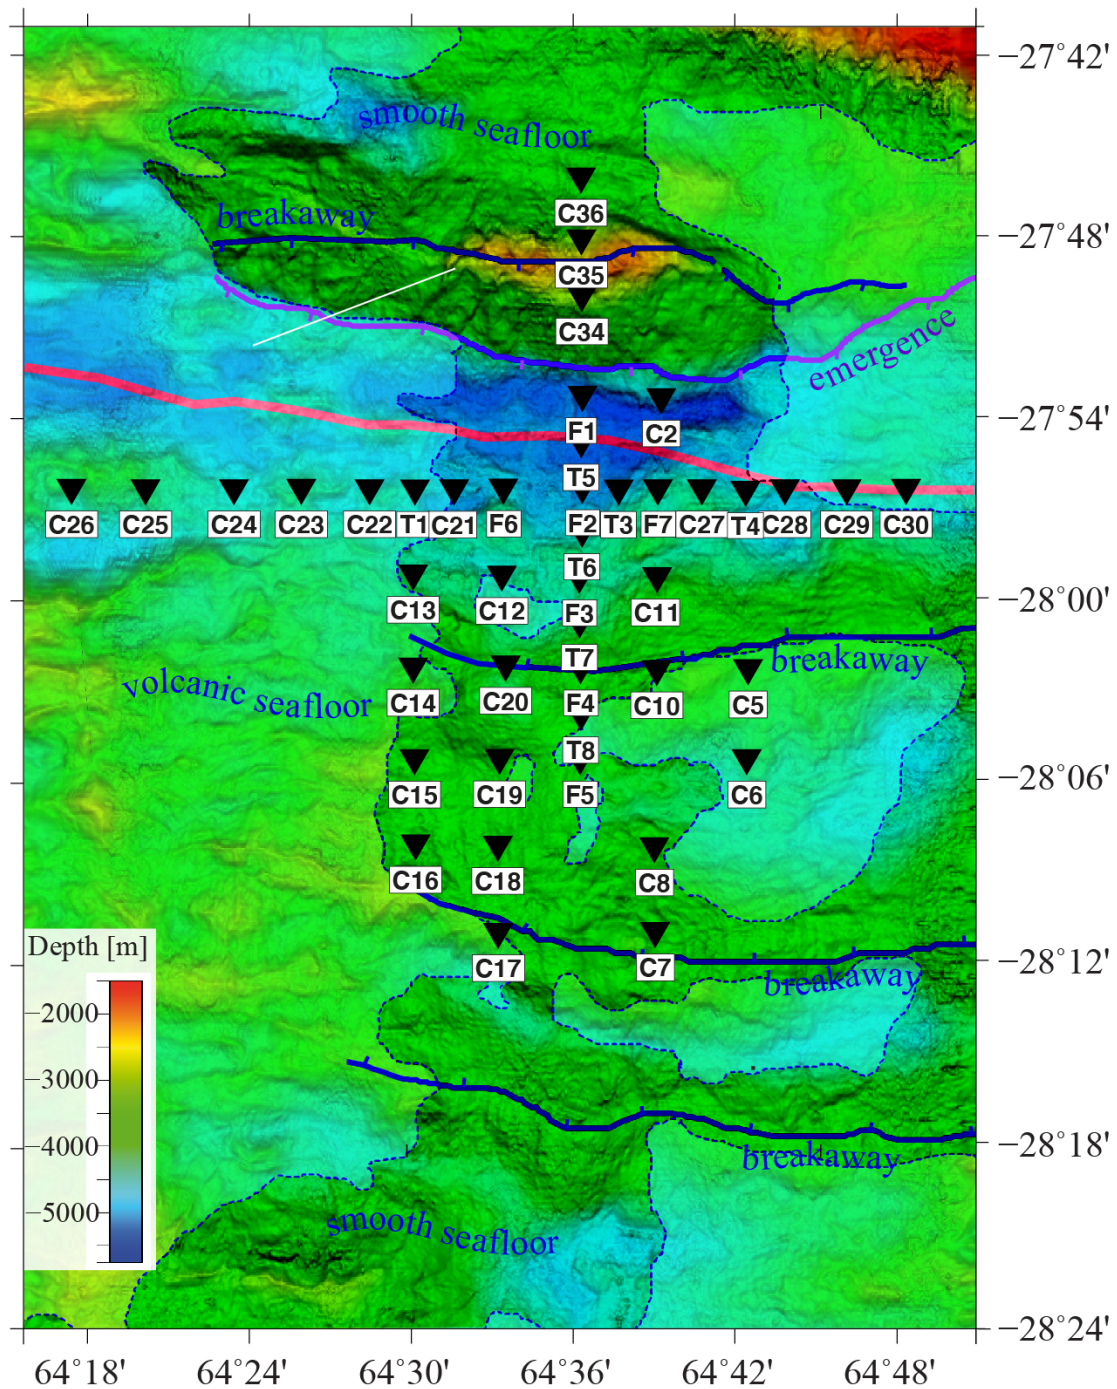 −27°42'
smooth seafloor
C36
breakaway
−27°48'
C35
C34
emergence
−27°54'
F1
C2
T5
C26
C25
C24
C23
C22
T1
C21
F6
F2
T3
F7
C27
T4
C28
C29
C30
T6
C13
C12
F3
C11
−28°00'
T7
breakaway
volcanic seafloor
C14
C20
F4
C10
C5
T8
−28°06'
C15
C19
F5
C6
C16
C18
C8
Depth [m]
C17
C7
−28°12'
breakaway
−2000
−3000
−4000
−5000
−28°18'
breakaway
smooth seafloor
−28°24'
64°18'
64°24'
64°30'
64°36'
64°42'
64°48'